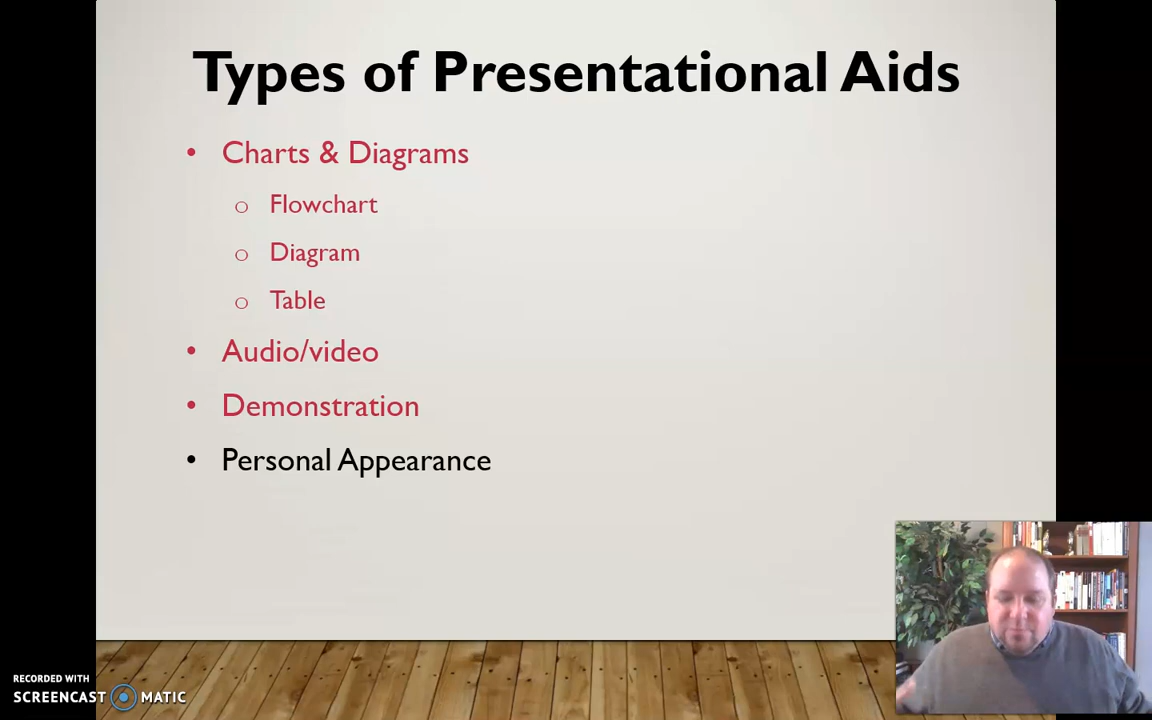 Types of Presentational Aids
• Charts & Diagrams
o Flowchart
o Diagram
o Table
• Audio/video
• Demonstration
• Personal Appearance
RECORDED WITH
SCREENCAST MATIC